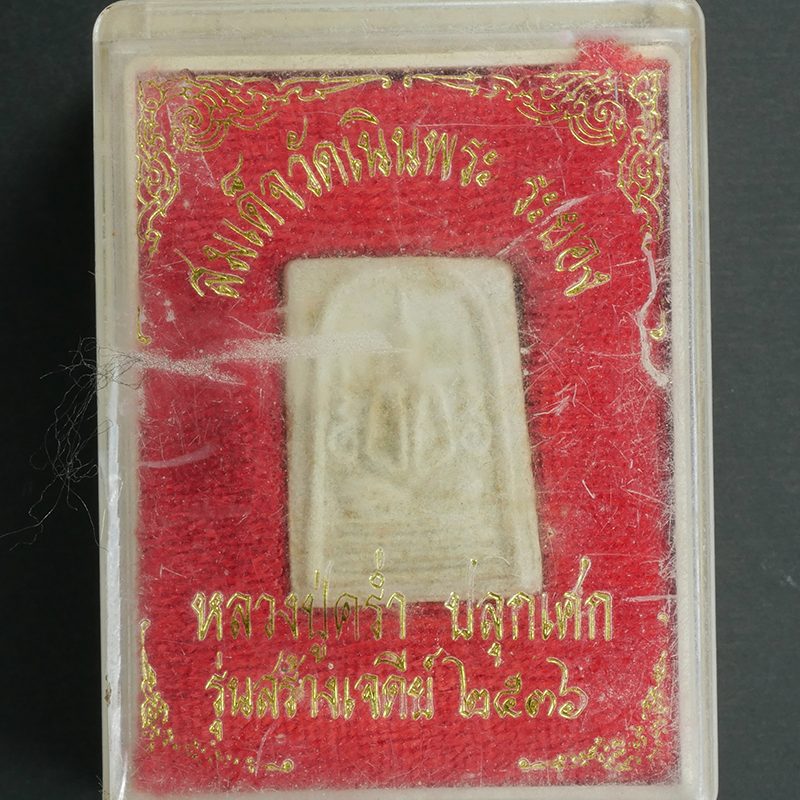 สมเด็จวัดเนินพระ ระยอง
หลวงปู่คร่ำ ปลุกเศก
รุ่นสร้างเจดีย์ ๒๕๓๖